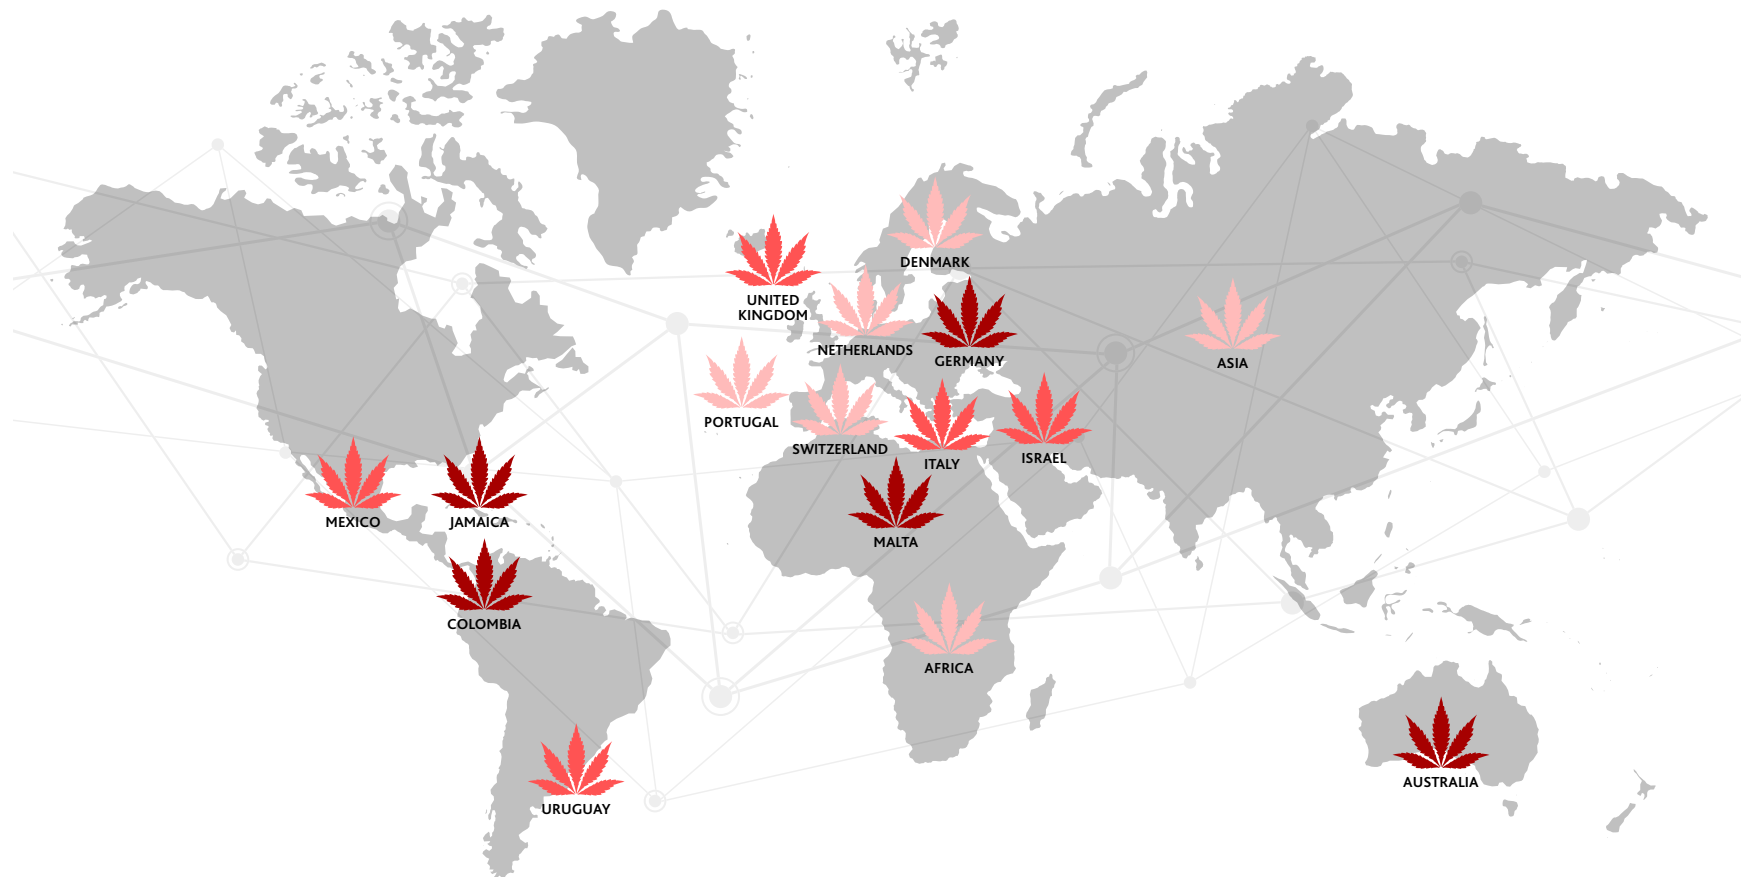 DENMARK
UNITED
KINGDOM
NETHERLANDS
GERMANY
ASIA
PORTUGAL
SWITZERLAND
ITALY
ISRAEL
MEXICO
JAMAICA
MALTA
COLOMBIA
AFRICA
AUSTRALIA
URUGUAY